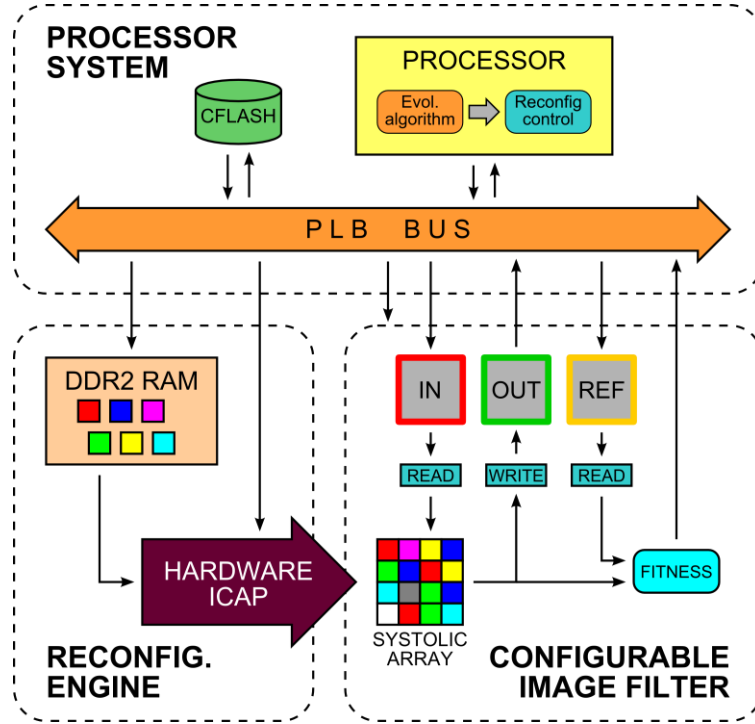 PROCESSOR
SYSTEM
PROCESSOR
Evol.
algorithm
Reconfig
control
CFLASH
PLB BUS
DDR2 RAM
IN
OUT
REF
READ
WRITE
READ
HARDWARE
ICAP
FITNESS
SYSTOLIC
ARRAY
RECONFIG.
ENGINE
CONFIGURABLE
IMAGE FILTER